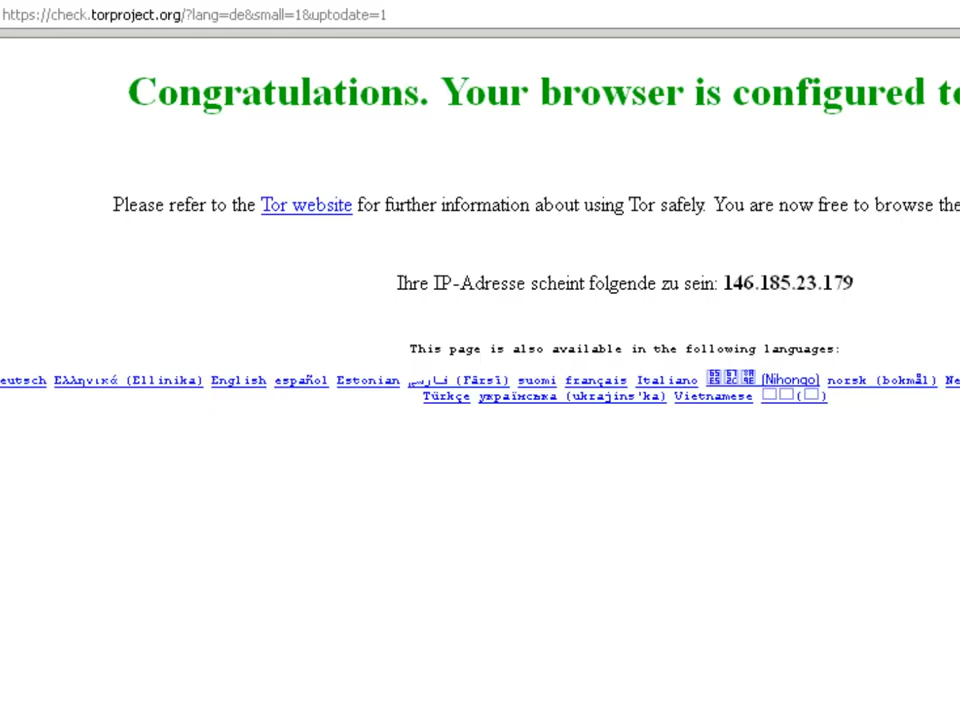 https://check.torproject.org/?lang=de&small=1&uptodate=1
Congratulations. Your browser is configured to
Please refer to the Tor website for further information about using Tor safely. You are now free to browse the
Ihre IP-Adresse scheint folgende zu sein: 146.185.23.179
This page is also available in the following languages:
eutsch Ελληνικά (Ellinika) English español Estonian فارسی (Fārsī) suomi français Italiano (Nihongo) norsk (bokmål) Ne
Türkçe українська (ukrajins'ka) Vietnamese